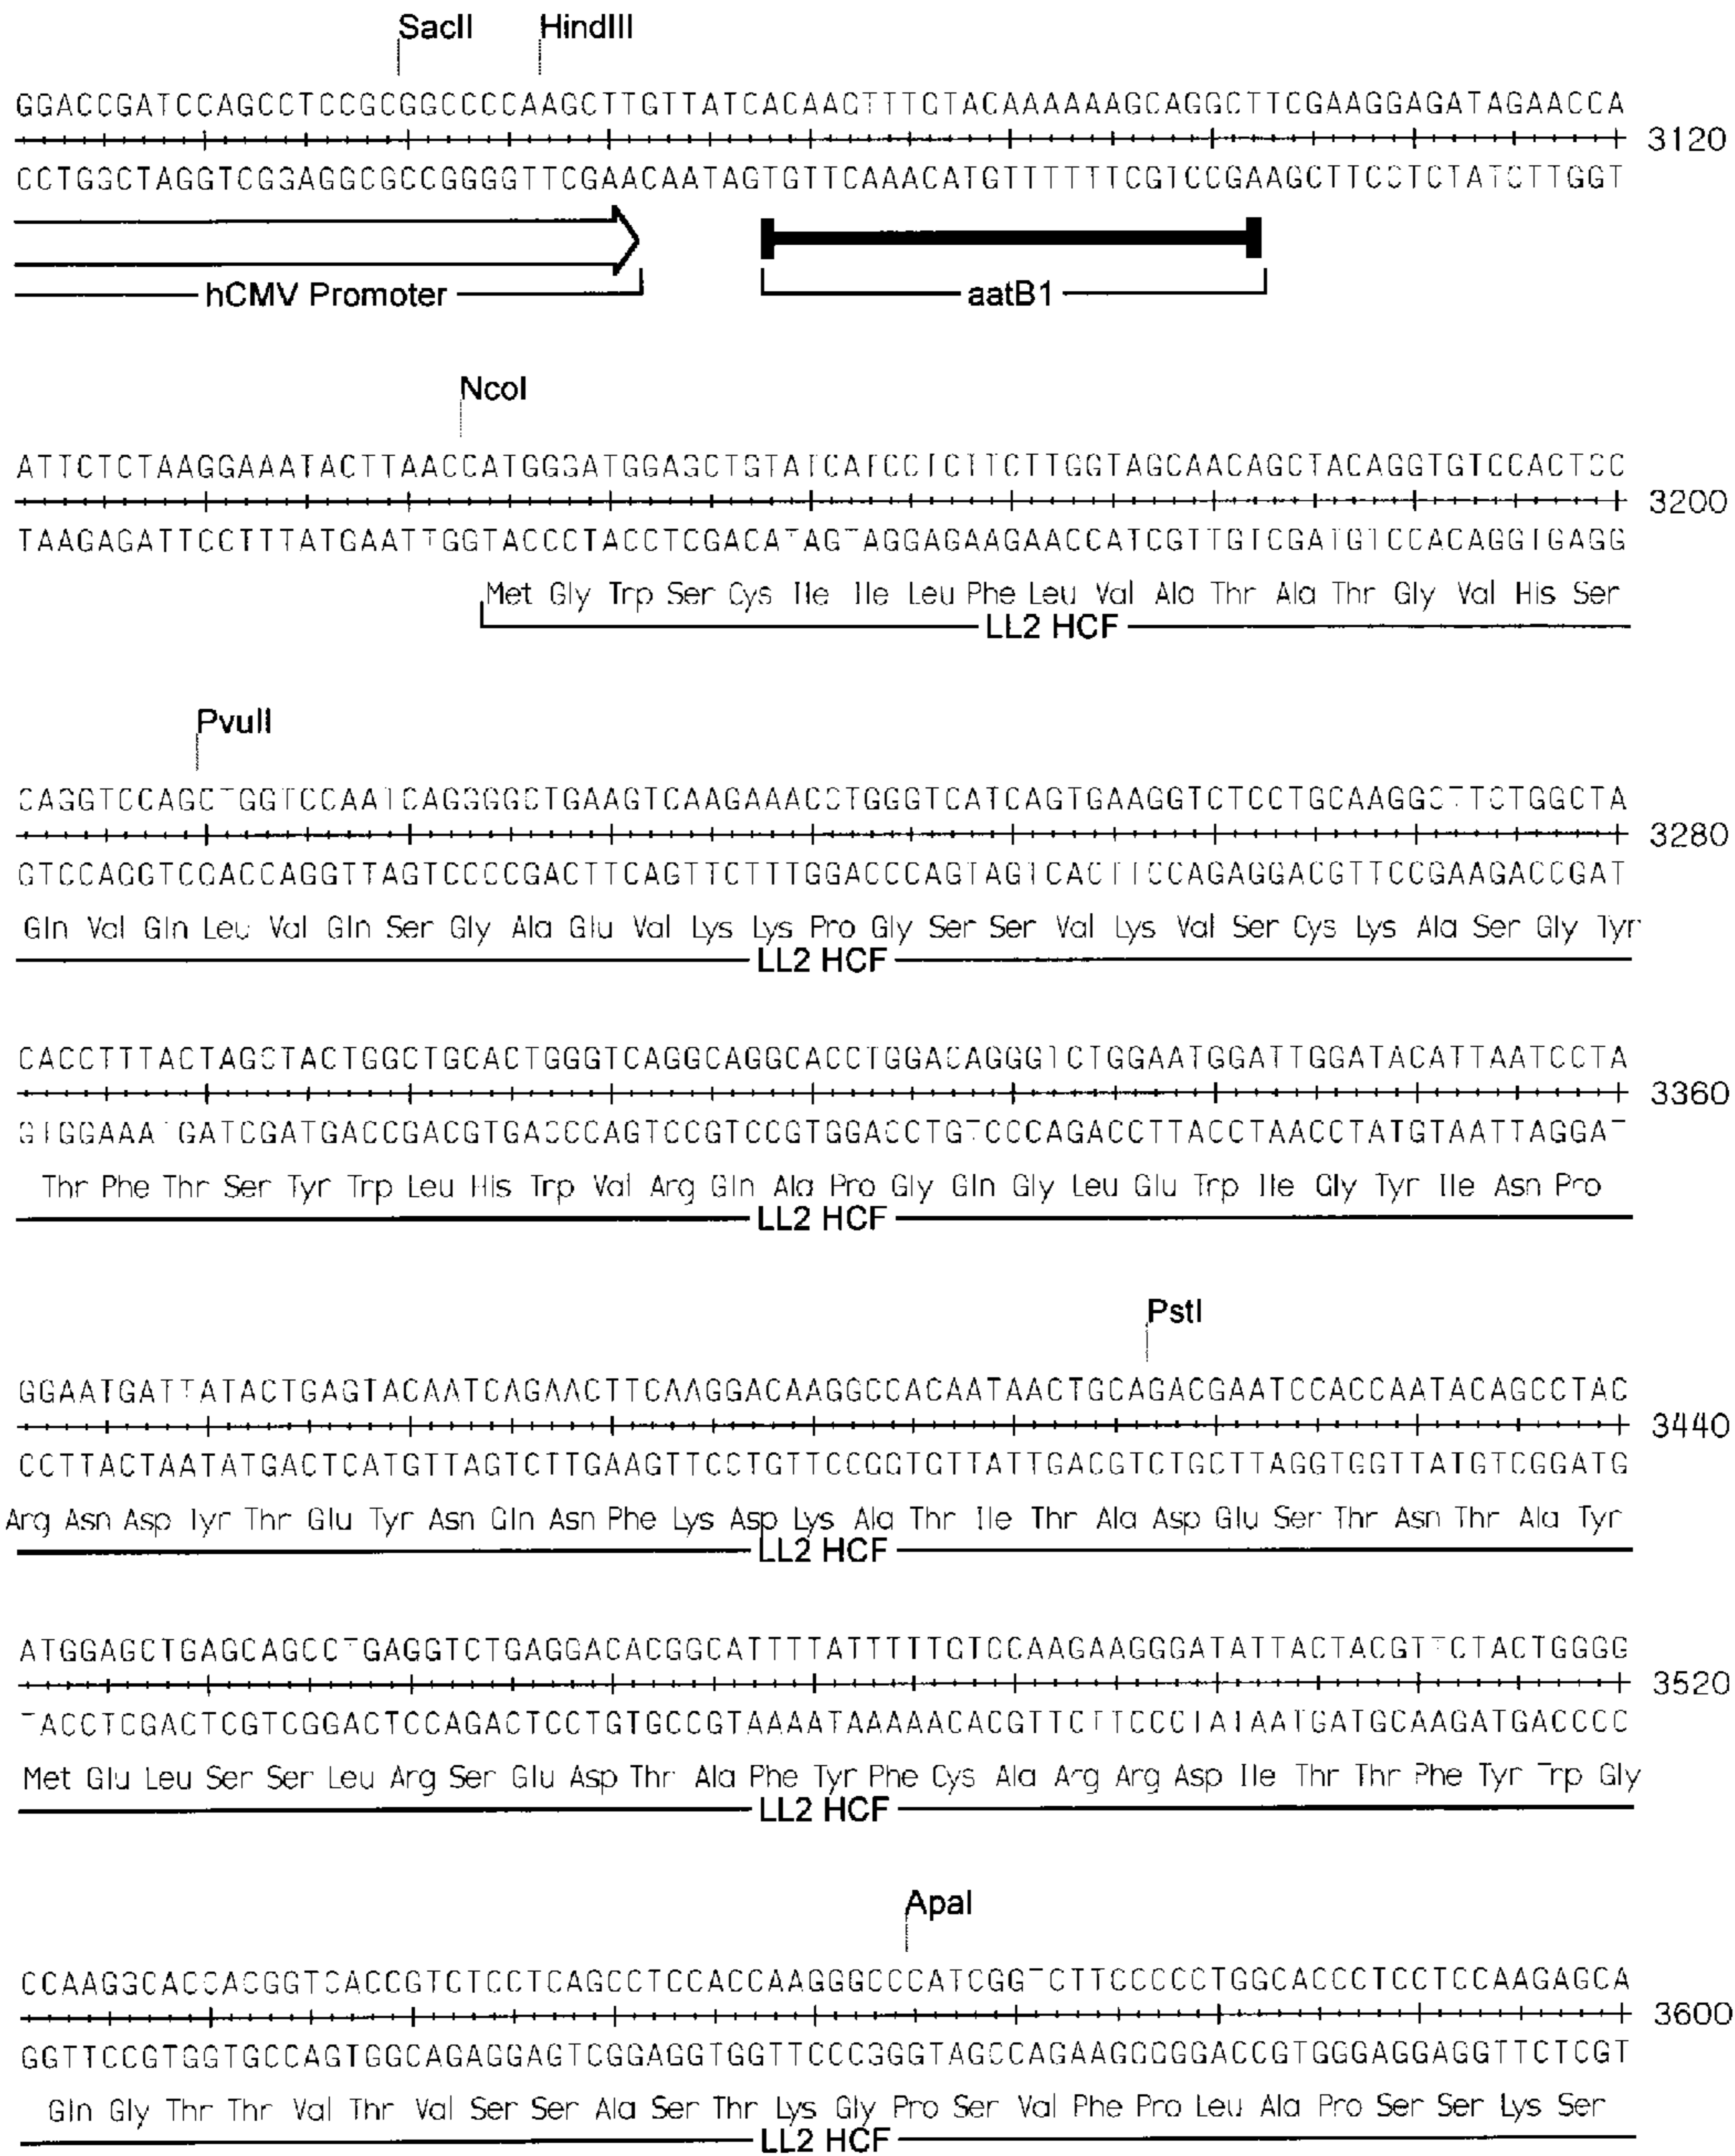 SacII HindIII
GGACCGATCCAGCCTCCGCGGCCCCAAGCTTGTTATCACAAGTTTGTACAAAAAAGCAGGCTTCGAAGGAGATAGAACCA
3120
CCTGGCTAGGTCGGAGGCGCCGGGGTTCGAACAATAGTGTTCAAACATGTTTTTTCGTCCGAAGCTTCCTCTATCTTGGT
hCMV Promoter aatB1
NcoI
ATTCTCTAAGGAAATACTTAACCATGGGATGGAGCTGTATCATCCTCTTCTTGGTAGCAACAGCTACAGGTGTCCACTCC
3200
TAAGAGATTCCTTTATGAATTGGTACCCTACCTCGACATAGTAGGAGAAGAACCATCGTTGTCGATGTCCACAGGTGAGG
Met Gly Trp Ser Cys Ile Ile Leu Phe Leu Val Ala Thr Ala Thr Gly Val His Ser
LL2 HCF
PvuII
CAGGTCCAGCTGGTCCAATCAGGGGCTGAAGTCAAGAAACCTGGGTCATCAGTGAAGGTCTCCTGCAAGGCTTCTGGCTA
3280
GTCCAGGTCGACCAGGTTAGTCCCCGACTTCAGTTCTTTGGACCCAGTAGTCACTTCCAGAGGACGTTCCGAAGACCGAT
Gln Val Gln Leu Val Gln Ser Gly Ala Glu Val Lys Lys Pro Gly Ser Ser Val Lys Val Ser Cys Lys Ala Ser Gly Tyr
LL2 HCF
CACCTTTACTAGCTACTGGCTGCACTGGGTCAGGCAGGCACCTGGACAGGGTCTGGAATGGATTGGATACATTAATCCTA
3360
GTGGAAATGATCGATGACCGACGTGACCCAGTCCGTCCGTGGACCTGTCCCAGACCTTACCTAACCTATGTAATTAGGAT
Thr Phe Thr Ser Tyr Trp Leu His Trp Val Arg Gln Ala Pro Gly Gln Gly Leu Glu Trp Ile Gly Tyr Ile Asn Pro
LL2 HCF
PstI
GGAATGATTATACTGAGTACAATCAGAACTTCAAGGACAAGGCCACAATAACTGCAGACGAATCCACCAATACAGCCTAC
3440
CCTTACTAATATGACTCATGTTAGTCTTGAAGTTCCTGTTCCGGTGTTATTGACGTCTGCTTAGGTGGTTATGTCGGATG
Arg Asn Asp Tyr Thr Glu Tyr Asn Gln Asn Phe Lys Asp Lys Ala Thr Ile Thr Ala Asp Glu Ser Thr Asn Thr Ala Tyr
LL2 HCF
ATGGAGCTGAGCAGCCTGAGGTCTGAGGACACGGCATTTTATTTTTGTGCAAGAAGGGATATTACTACGTTCTACTGGGG
3520
TACCTCGACTCGTCGGACTCCAGACTCCTGTGCCGTAAAATAAAAACACGTTCTTCCCTATAATGATGCAAGATGACCCC
Met Glu Leu Ser Ser Leu Arg Ser Glu Asp Thr Ala Phe Tyr Phe Cys Ala Arg Arg Asp Ile Thr Thr Phe Tyr Trp Gly
LL2 HCF
ApaI
CCAAGGCACCACGGTCACCGTCTCCTCAGCCTCCACCAAGGGCCCATCGGTCTTCCCCCTGGCACCCTCCTCCAAGAGCA
3600
GGTTCCGTGGTGCCAGTGGCAGAGGAGTCGGAGGTGGTTCCCGGGTAGCCAGAAGGGGGACCGTGGGAGGAGGTTCTCGT
Gln Gly Thr Thr Val Thr Val Ser Ser Ala Ser Thr Lys Gly Pro Ser Val Phe Pro Leu Ala Pro Ser Ser Lys Ser
LL2 HCF